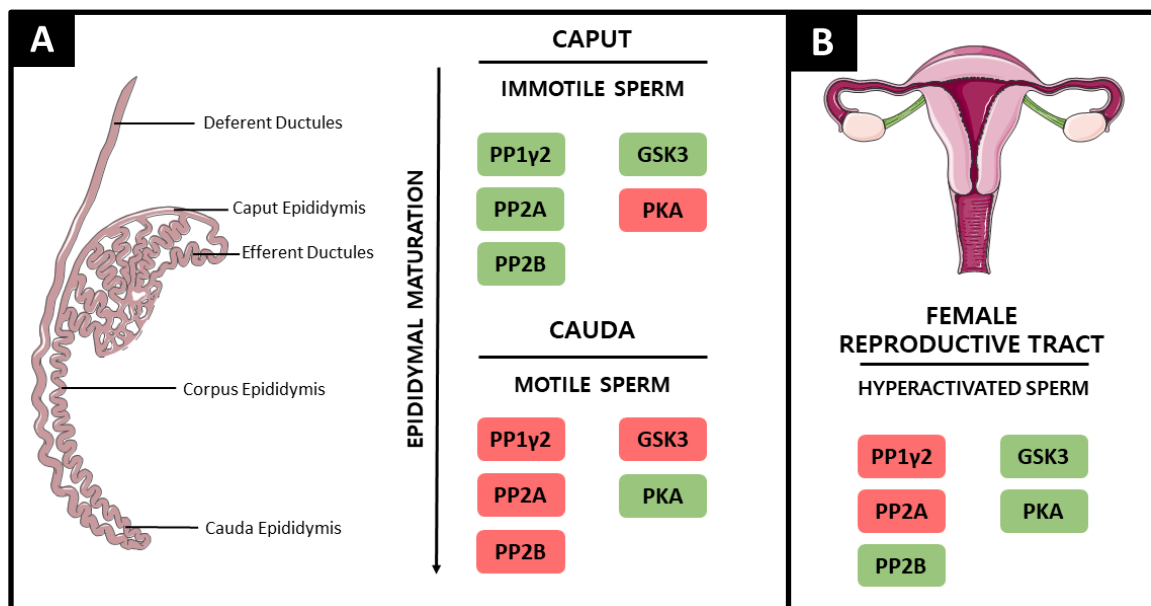 A
Deferent Ductules
Caput Epididymis
Efferent Ductules
Corpus Epididymis
Cauda Epididymis
EPIDIDYMAL MATURATION
CAPUT
IMMOTILE SPERM
PP1γ2
GSK3
PP2A
PKA
PP2B
CAUDA
MOTILE SPERM
PP1γ2
GSK3
PP2A
PKA
PP2B
B
FEMALE
REPRODUCTIVE TRACT
HYPERACTIVATED SPERM
PP1γ2
GSK3
PP2A
PKA
PP2B